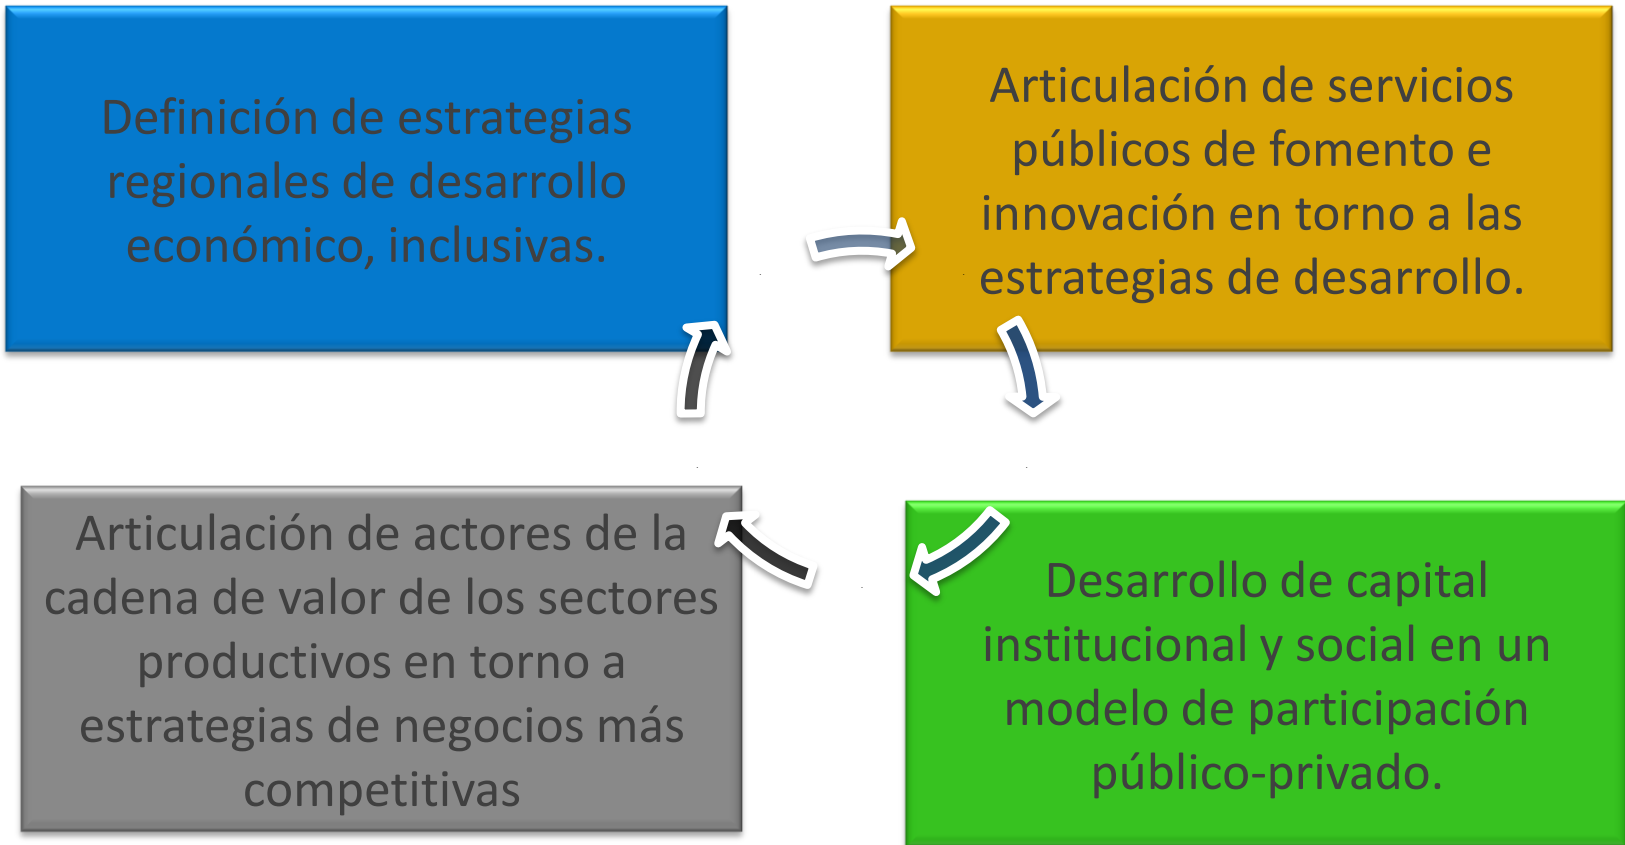 Definición de estrategias
regionales de desarrollo
económico, inclusivas.
Articulación de servicios
públicos de fomento e
innovación en torno a las
estrategias de desarrollo.
Articulación de actores de la
cadena de valor de los sectores
productivos en torno a
estrategias de negocios más
competitivas
Desarrollo de capital
institucional y social en un
modelo de participación
público-privado.